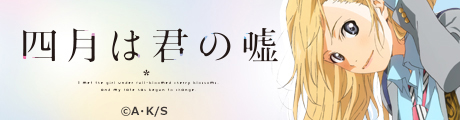 四月は君の嘘
*
I met the girl under full-bloomed cherry blossoms
and my fate has begun to change
©A・K/S